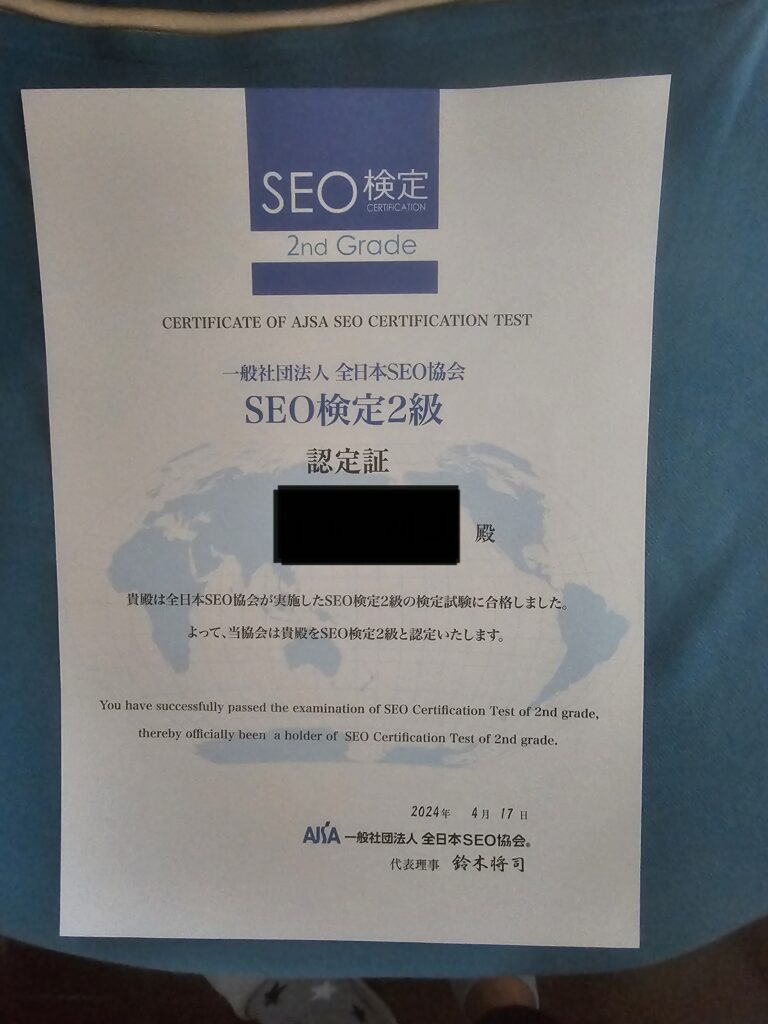 SEO検定
CERTIFICATION
2nd Grade
CERTIFICATE OF AJSA SEO CERTIFICATION TEST
一般社団法人 全日本SEO協会
SEO検定2級
認定証
殿
貴殿は全日本SEO協会が実施したSEO検定2級の検定試験に合格しました。
よって、当協会は貴殿をSEO検定2級と認定いたします。
You have successfully passed the examination of SEO Certification Test of 2nd grade,
thereby officially been a holder of SEO Certification Test of 2nd grade.
2024年 4月 17日
AJSA 一般社団法人 全日本SEO協会®
代表理事 鈴木将司